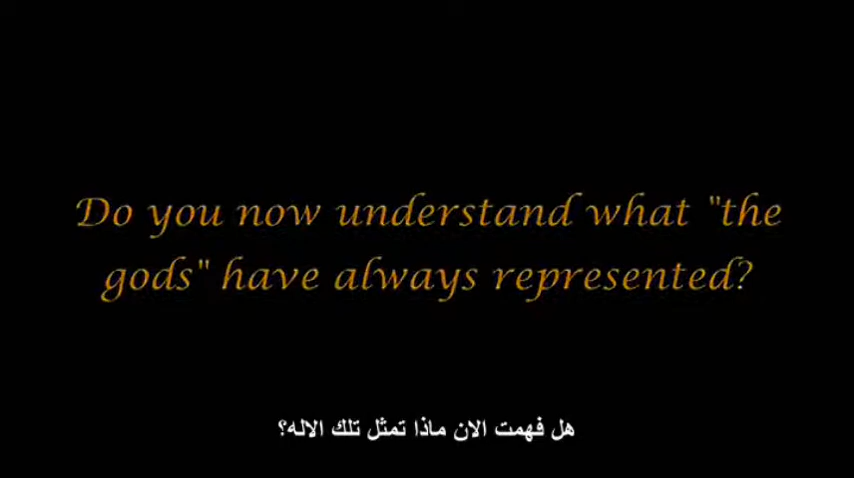 Do you now understand what "the
gods" have always represented?
هل فهمت الان ماذا تمثل تلك الاله؟